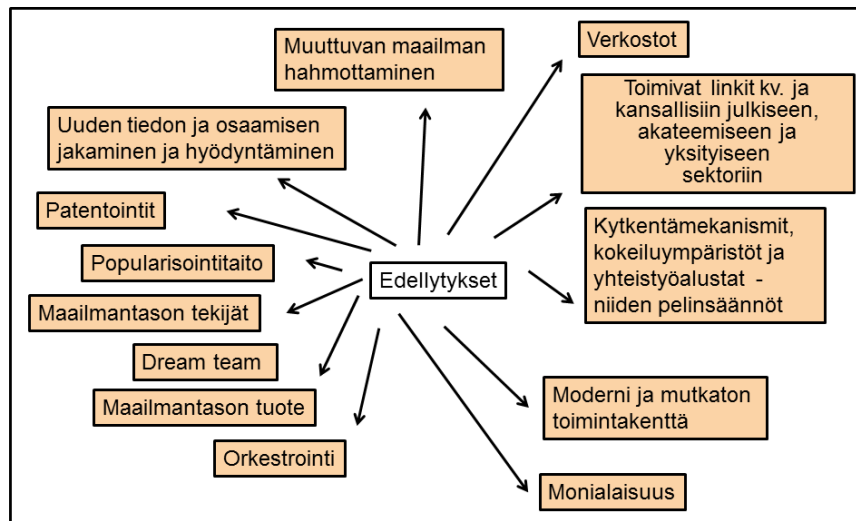 Muuttuvan maailman
hahmottaminen
Verkostot
Toimivat linkit kv. ja
kansallisiin julkiseen,
akateemiseen ja
yksityiseen
sektoriin
Uuden tiedon ja osaamisen
jakaminen ja hyödyntäminen
Patentointit
Popularisointitaito
Edellytykset
Kytkentämekanismit,
kokeiluympäristöt ja
yhteistyöalustat -
niiden pelinsäännöt
Maailmantason tekijät
Dream team
Maailmantason tuote
Orkestrointi
Moderni ja mutkaton
toimintakenttä
Monialaisuus